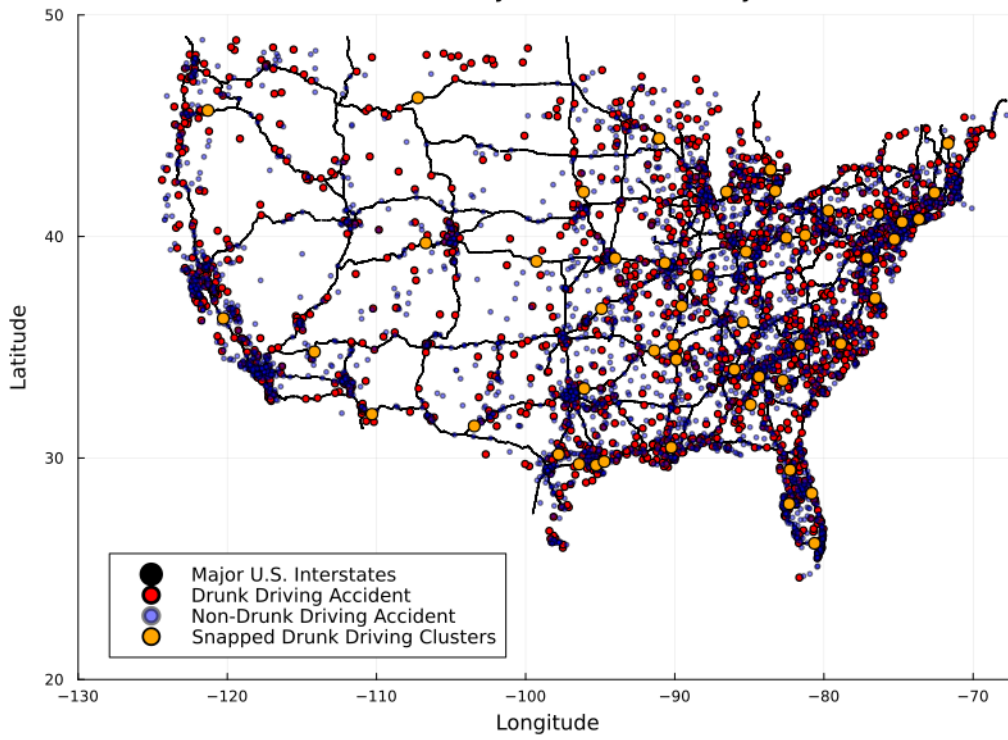 50
40
30
20
Latitude
Major U.S. Interstates
Drunk Driving Accident
Non-Drunk Driving Accident
Snapped Drunk Driving Clusters
−130
−120
−110
−100
−90
−80
−70
Longitude